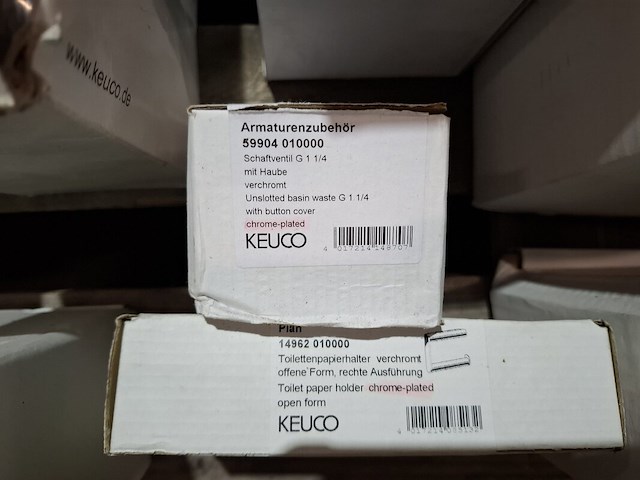 www.keuco.de
Armaturenzubehör
59904 010000
Schaftventil G 1 1/4
mit Haube
verchromt
Unslotted basin waste G 1 1/4
with button cover
chrome-plated
KEUCO
Plan
14962 010000
Toilettenpapierhalter verchromt
offene Form, rechte Ausführung
Toilet paper holder chrome-plated
open form
KEUCO